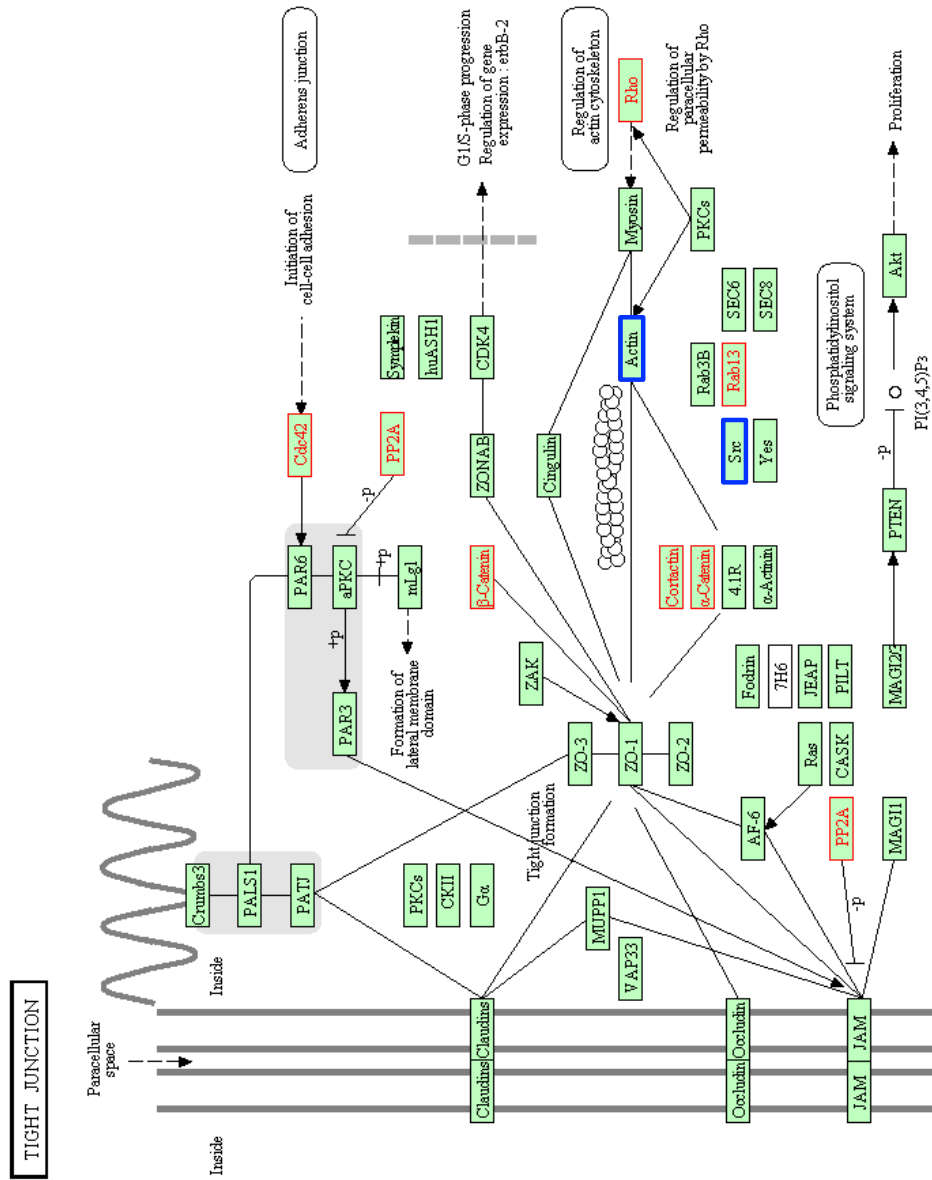 TIGHT JUNCTION
Paracellular
space
Inside
Inside
Crumbs3
PALS1
PATJ
PAR6
aPKC
PAR3
mLgl
+p
+p
-p
Cdc42
PP2A
Initiation of
cell-cell adhesion
Adherens junction
Formation of
lateral membrane
domain
Symplekin
huASH1
CDK4
ZONAB
β-Catenin
G1/S-phase progression
Regulation of gene
expression : erbB-2
PKCs
CKII
Gα
Claudins
Claudins
ZAK
Cingulin
Tight junction
formation
ZO-3
ZO-1
ZO-2
MUPP1
VAP33
Actin
Myosin
Rho
Regulation of
actin cytoskeleton
Regulation of
paracellular
permeability by Rho
PKCs
Cortactin
α-Catenin
4.1R
α-Actinin
Src
Yes
Rab3B
Rab13
SEC6
SEC8
Occludin
Occludin
AF-6
Ras
CASK
Fodrin
7H6
JEAP
PILT
PP2A
-p
JAM
JAM
MAGI1
MAGI2/3
PTEN
-p
PI(3,4,5)P3
Phosphatidylinositol
signaling system
Akt
Proliferation